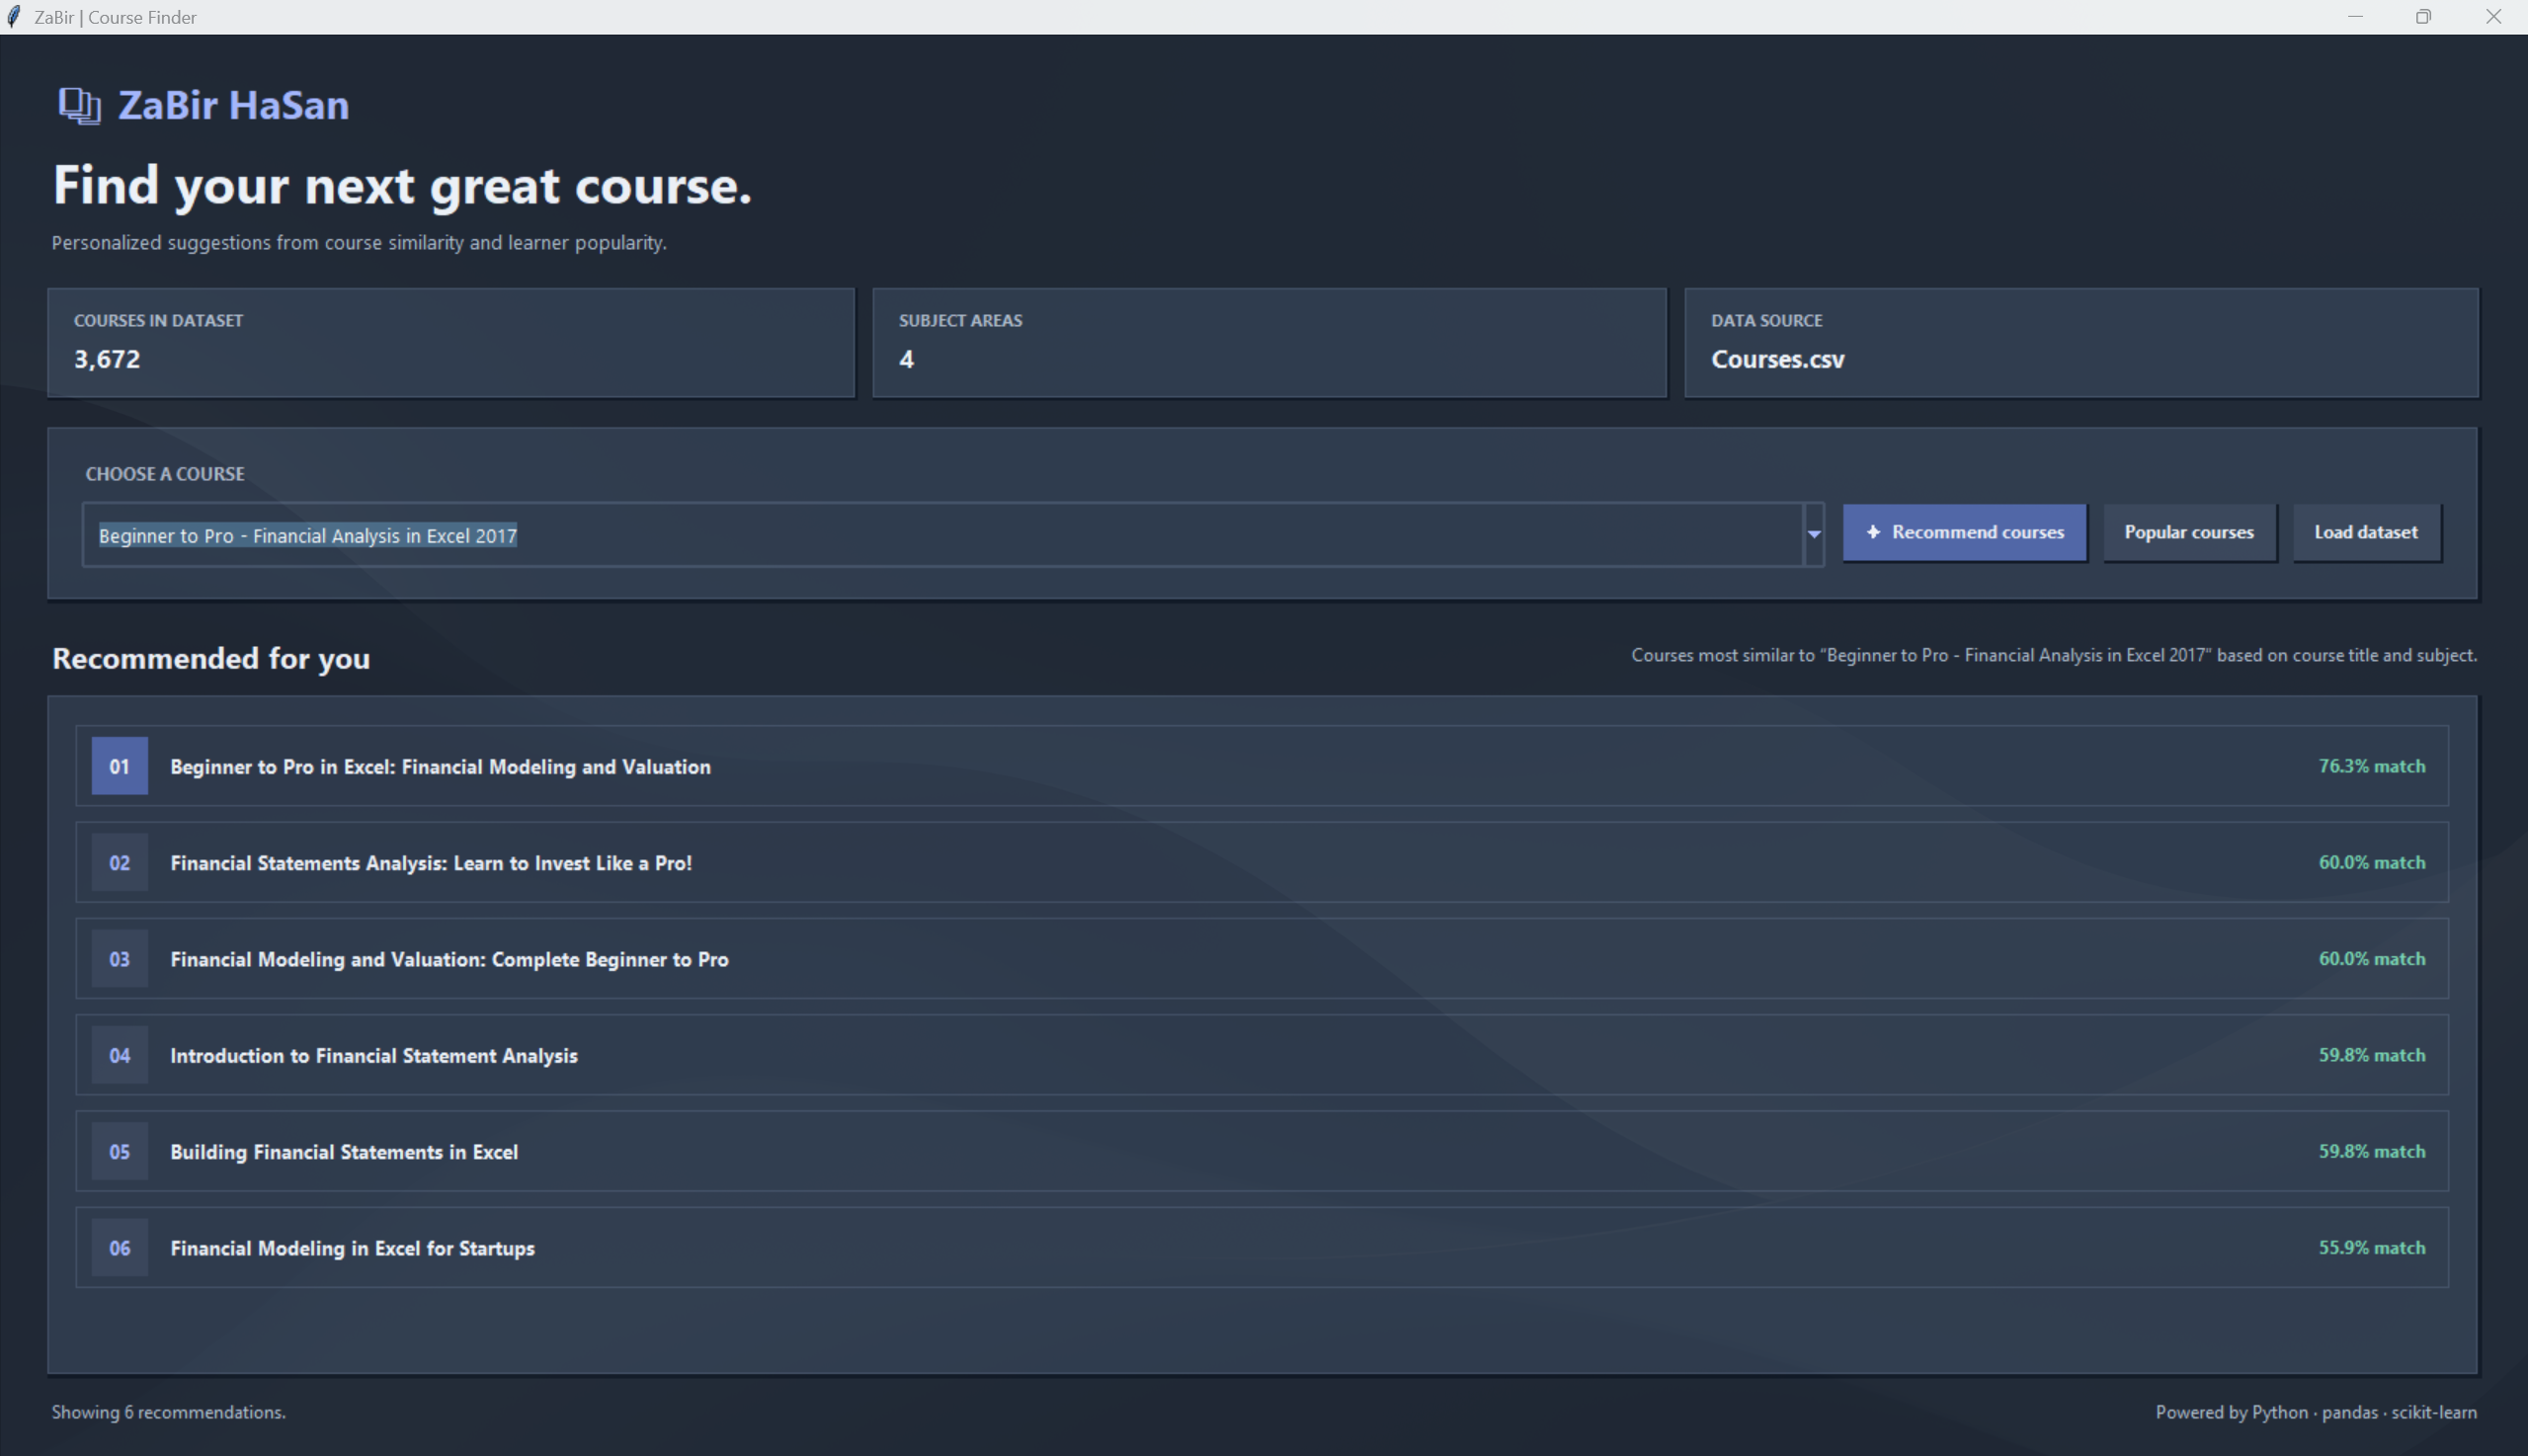 ZaBir | Course Finder
ZaBir HaSan
Find your next great course.
Personalized suggestions from course similarity and learner popularity.
COURSES IN DATASET
3,672
SUBJECT AREAS
4
DATA SOURCE
Courses.csv
CHOOSE A COURSE
Beginner to Pro - Financial Analysis in Excel 2017
Recommend courses
Popular courses
Load dataset
Recommended for you
Courses most similar to “Beginner to Pro - Financial Analysis in Excel 2017” based on course title and subject.
01 Beginner to Pro in Excel: Financial Modeling and Valuation 76.3% match
02 Financial Statements Analysis: Learn to Invest Like a Pro! 60.0% match
03 Financial Modeling and Valuation: Complete Beginner to Pro 60.0% match
04 Introduction to Financial Statement Analysis 59.8% match
05 Building Financial Statements in Excel 59.8% match
06 Financial Modeling in Excel for Startups 55.9% match
Showing 6 recommendations.
Powered by Python · pandas · scikit-learn